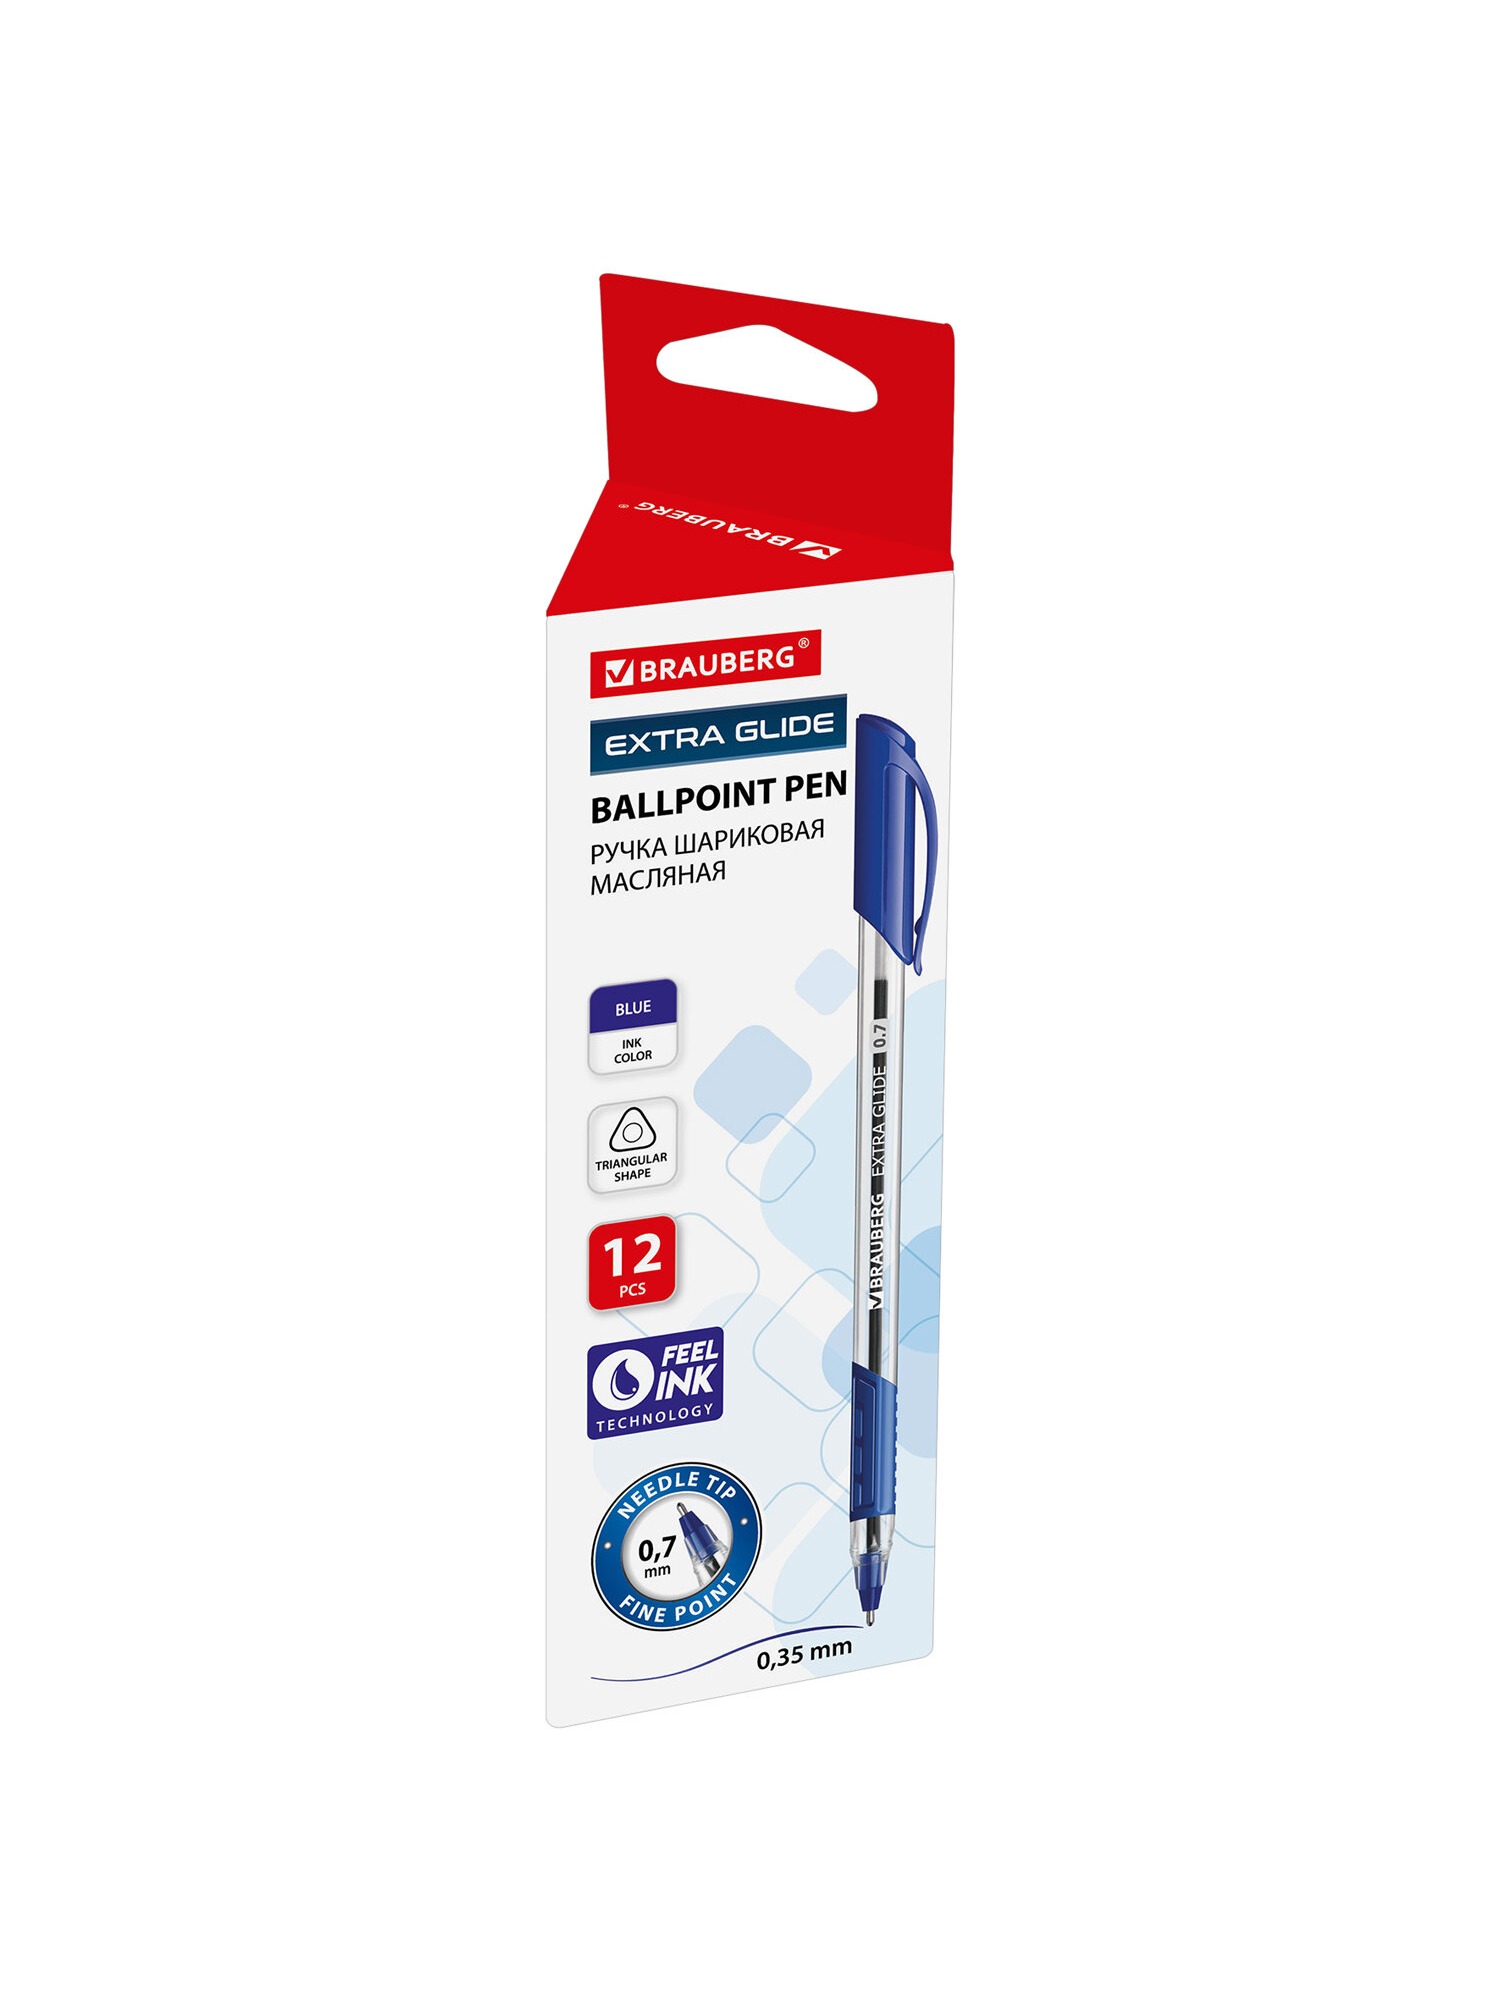 BRAUBERG®
BRAUBERG®
EXTRA GLIDE
BALLPOINT PEN
РУЧКА ШАРИКОВАЯ
МАСЛЯНАЯ
BLUE
INK
COLOR
TRIANGULAR
SHAPE
12
PCS
FEEL
INK
TECHNOLOGY
NEEDLE TIP
0,7
mm
FINE POINT
0,35 mm
BRAUBERG EXTRA GLIDE 0.7